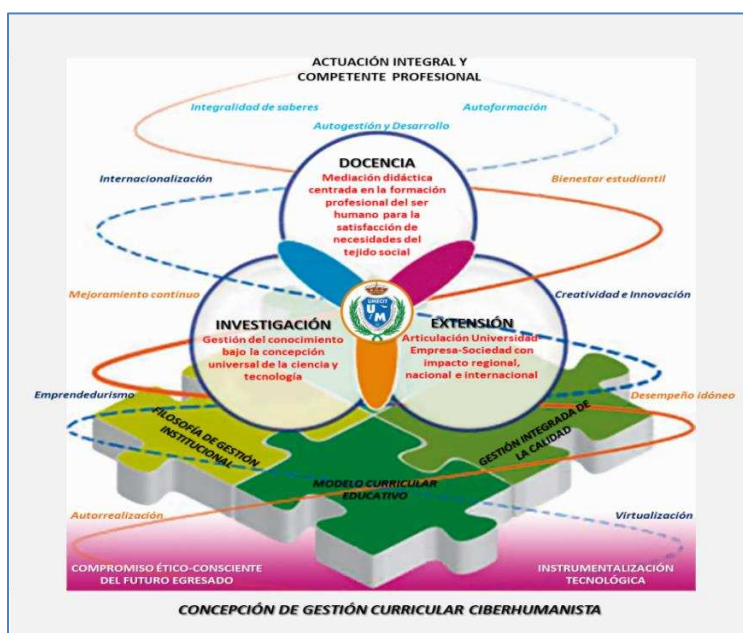 ACTUACIÓN INTEGRAL Y
COMPETENTE PROFESIONAL
Integralidad de saberes
Autoformación
Autogestión y Desarrollo
DOCENCIA
Mediación didáctica
centrada en la formación
profesional del ser
humano para la
satisfacción de
necesidades del
tejido social
Internacionalización
Bienestar estudiantil
Mejoramiento continuo
Creatividad e Innovación
UMECIT
U M
INVESTIGACIÓN
Gestión del conocimiento
bajo la concepción
universal de la ciencia y
tecnología
EXTENSIÓN
Articulación Universidad-
Empresa-Sociedad con
impacto regional,
nacional e internacional
Emprendedurismo
Desempeño idóneo
FILOSOFÍA DE GESTIÓN
INSTITUCIONAL
GESTIÓN INTEGRADA DE
LA CALIDAD
MODELO CURRICULAR
EDUCATIVO
Autorrealización
Virtualización
COMPROMISO ÉTICO-CONSCIENTE
DEL FUTURO EGRESADO
INSTRUMENTALIZACIÓN
TECNOLÓGICA
CONCEPCIÓN DE GESTIÓN CURRICULAR CIBERHUMANISTA